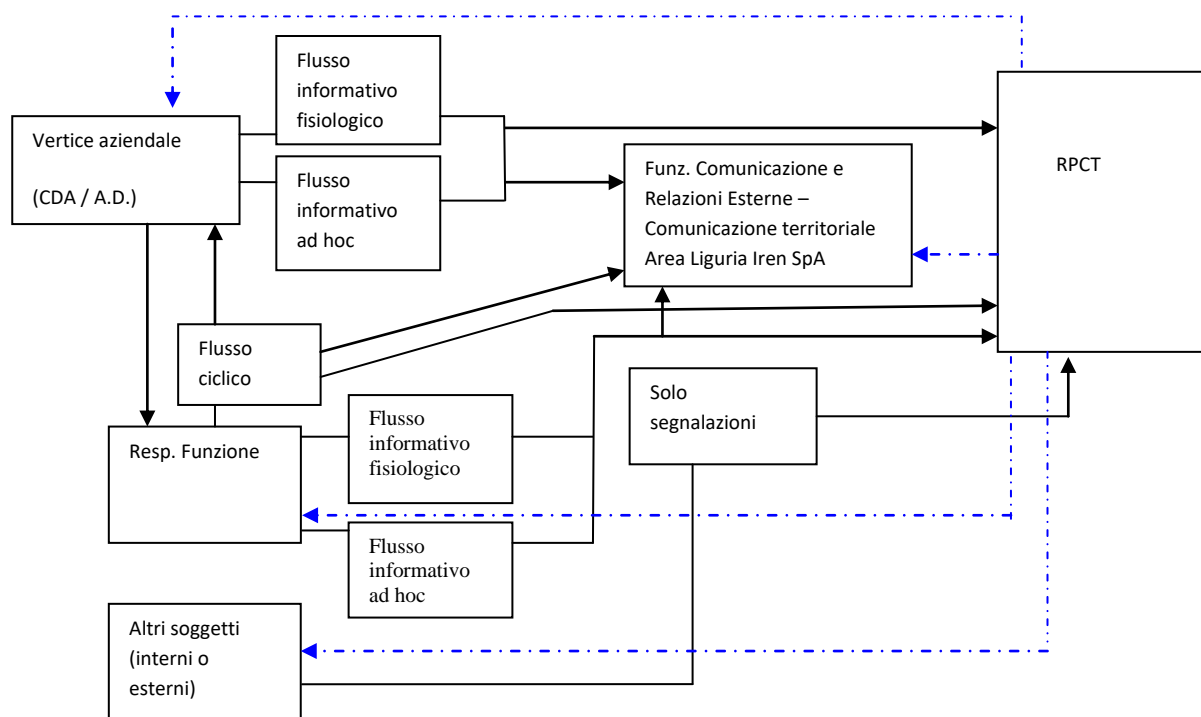 Flusso
informativo
fisiologico
Vertice aziendale
(CDA / A.D.)
Flusso
informativo
ad hoc
Funz. Comunicazione e
Relazioni Esterne –
Comunicazione territoriale
Area Liguria Iren SpA
RPCT
Flusso
ciclico
Solo
segnalazioni
Resp. Funzione
Flusso
informativo
fisiologico
Flusso
informativo
ad hoc
Altri soggetti
(interni o
esterni)